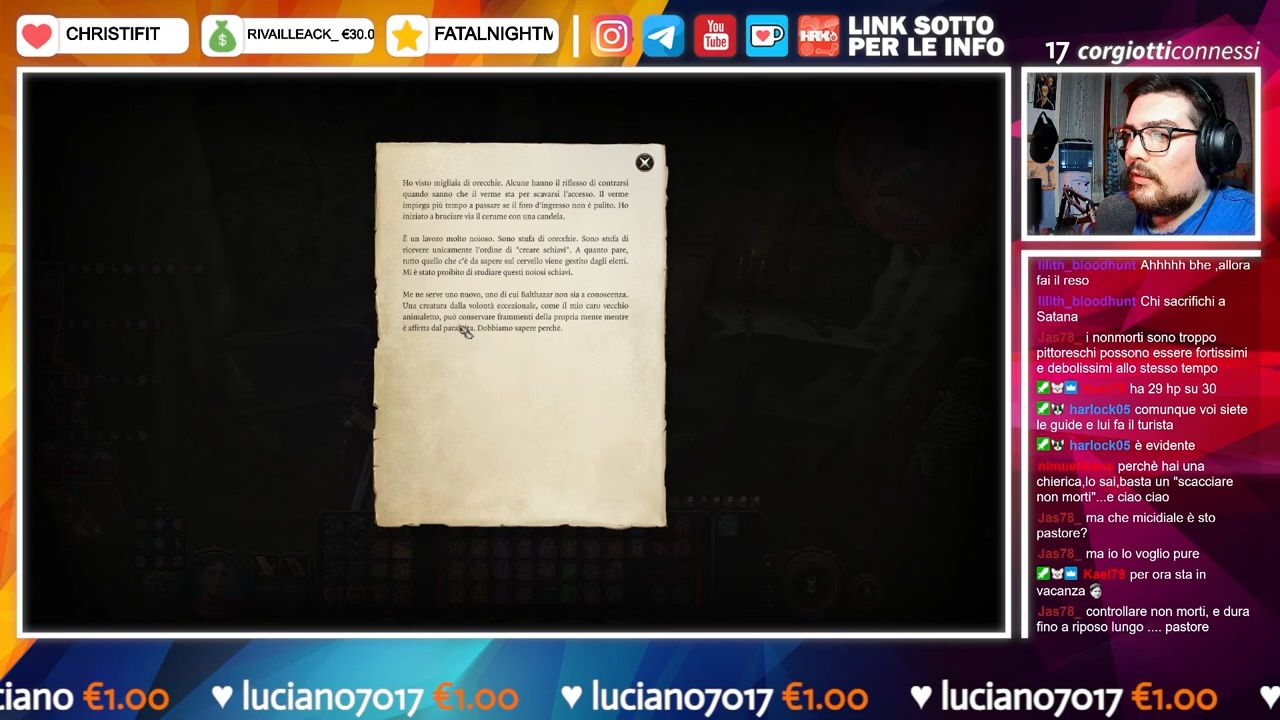 CHRISTIFIT
RIVAILLEACK_ €30.0
FATALNIGHTM
You
Tube
HRK
LINK SOTTO
PER LE INFO
17 corgiotticonnessi
Ho visto migliaia di orecchie. Alcune hanno il riflesso di contrarsi
quando sanno che il verme sta per scavarsi l'accesso. Il verme
impiega più tempo a passare se il foro d'ingresso non è pulito. Ho
iniziato a bruciare via il cerume con una candela.
È un lavoro molto noioso. Sono stufa di orecchie. Sono stufa di
ricevere unicamente l'ordine di "creare schiavi". A quanto pare,
tutto quello che c'è da sapere sul cervello viene gestito dagli eletti.
Mi è stato proibito di studiare questi noiosi schiavi.
Me ne serve uno nuovo, uno di cui Balthazar non sia a conoscenza.
Una creatura dalla volontà eccezionale, come il mio caro vecchio
animaletto, può conservare frammenti della propria mente mentre
è affetta dal parassita. Dobbiamo sapere perché.
lilith_bloodhunt Ahhhhh bhe ,allora
fai il reso
lilith_bloodhunt Chi sacrifichi a
Satana
Jas78_ i nonmorti sono troppo
pittoreschi possono essere fortissimi
e debolissimi allo stesso tempo
ha 29 hp su 30
harlock05 comunque voi siete
le guide e lui fa il turista
harlock05 è evidente
perchè hai una
chierica,lo sai,basta un "scacciare
non morti"...e ciao ciao
Jas78_ ma che micidiale è sto
pastore?
Jas78_ ma io lo voglio pure
Kael79 per ora sta in
vacanza
Jas78_ controllare non morti, e dura
fino a riposo lungo .... pastore
ciano €1.00 luciano7017 €1.00 luciano7017 €1.00 luciano7017 €1.00